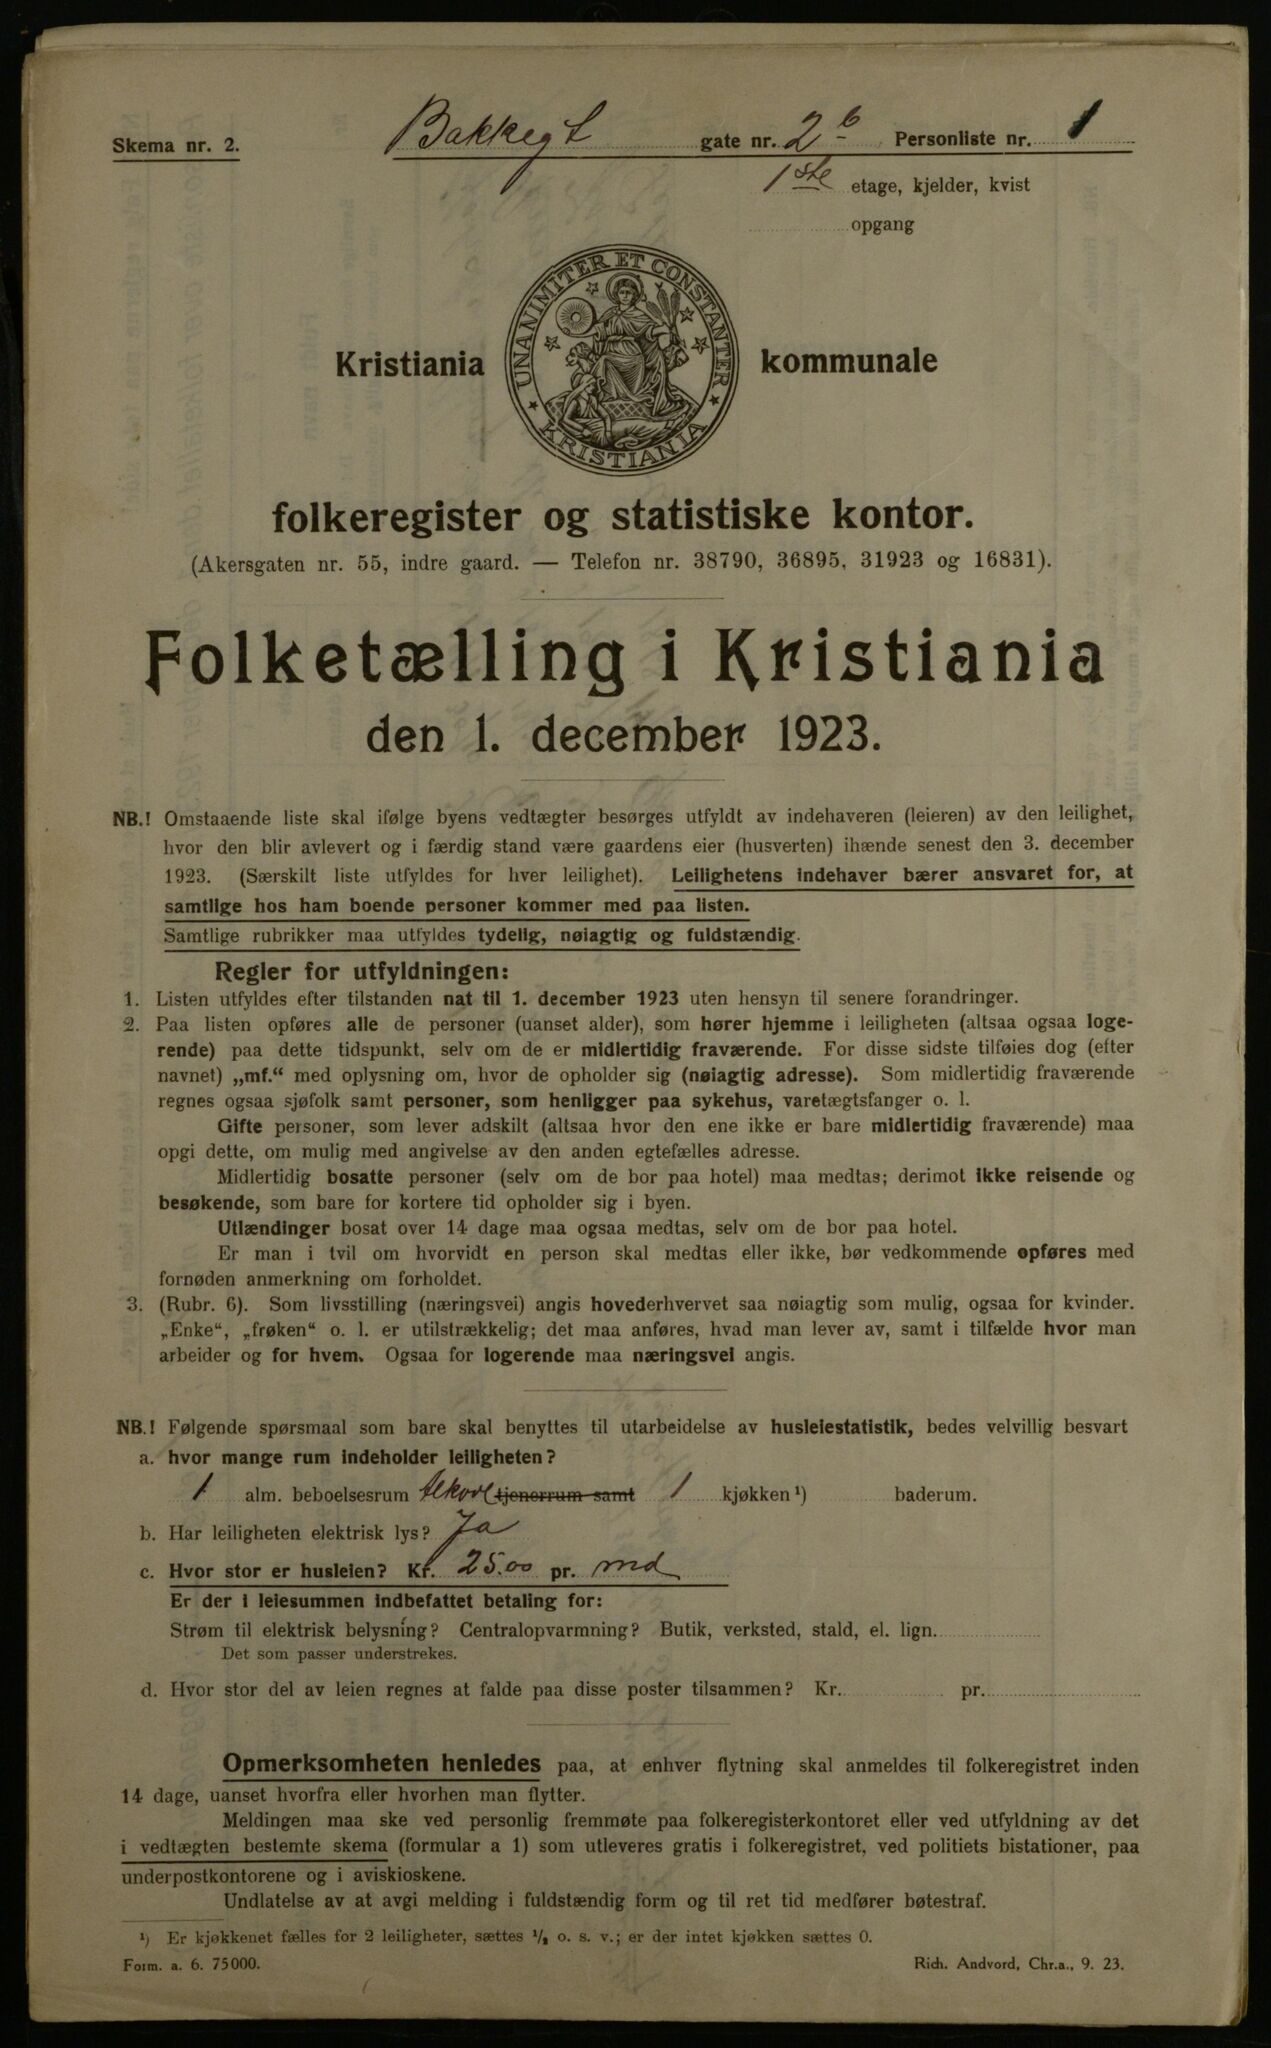 Skema nr. 2. Bakkegt gate nr. 2b Personliste nr. 1
1ste etage, kjelder, kvist
opgang
UNANIMITER ET CONSTANTER
KRISTIANIA
Kristiania kommunale
folkeregister og statistiske kontor.
(Akersgaten nr. 55, indre gaard. — Telefon nr. 38790, 36895, 31923 og 16831).
Folketælling i Kristiania
den 1. december 1923.
NB.! Omstaaende liste skal ifølge byens vedtægter besørges utfyldt av indehaveren (leieren) av den leilighet,
hvor den blir avlevert og i færdig stand være gaardens eier (husverten) ihænde senest den 3. december
1923. (Særskilt liste utfyldes for hver leilighet). Leilighetens indehaver bærer ansvaret for, at
samtlige hos ham boende personer kommer med paa listen.
Samtlige rubrikker maa utfyldes tydelig, nøiagtig og fuldstændig.
Regler for utfyldningen:
1. Listen utfyldes efter tilstanden nat til 1. december 1923 uten hensyn til senere forandringer.
2. Paa listen opføres alle de personer (uanset alder), som hører hjemme i leiligheten (altsaa ogsaa loge-
rende) paa dette tidspunkt, selv om de er midlertidig fraværende. For disse sidste tilføies dog (efter
navnet) „mf.“ med oplysning om, hvor de opholder sig (nøiagtig adresse). Som midlertidig fraværende
regnes ogsaa sjøfolk samt personer, som henligger paa sykehus, varetægtsfanger o. l.
Gifte personer, som lever adskilt (altsaa hvor den ene ikke er bare midlertidig fraværende) maa
opgi dette, om mulig med angivelse av den anden egtefælles adresse.
Midlertidig bosatte personer (selv om de bor paa hotel) maa medtas; derimot ikke reisende og
besøkende, som bare for kortere tid opholder sig i byen.
Utlændinger bosat over 14 dage maa ogsaa medtas, selv om de bor paa hotel.
Er man i tvil om hvorvidt en person skal medtas eller ikke, bør vedkommende opføres med
fornøden anmerkning om forholdet.
3. (Rubr. 6). Som livsstilling (næringsvei) angis hovederhvervet saa nøiagtig som mulig, ogsaa for kvinder.
„Enke“, „frøken“ o. l. er utilstrækkelig; det maa anføres, hvad man lever av, samt i tilfælde hvor man
arbeider og for hvem. Ogsaa for logerende maa næringsvei angis.
NB.! Følgende spørsmaal som bare skal benyttes til utarbeidelse av husleiestatistik, bedes velvillig besvart
a. hvor mange rum indeholder leiligheten?
1 alm. beboelsesrum alkove tjenerrum samt 1 kjøkken ¹) baderum.
b. Har leiligheten elektrisk lys? Ja
c. Hvor stor er husleien? Kr. 25.00 pr. md
Er der i leiesummen indbefattet betaling for:
Strøm til elektrisk belysning? Centralopvarmning? Butik, verksted, stald, el. lign.
Det som passer understrekes.
d. Hvor stor del av leien regnes at falde paa disse poster tilsammen? Kr. pr.
Opmerksomheten henledes paa, at enhver flytning skal anmeldes til folkeregistret inden
14 dage, uanset hvorfra eller hvorhen man flytter.
Meldingen maa ske ved personlig fremmøte paa folkeregisterkontoret eller ved utfyldning av det
i vedtægten bestemte skema (formular a 1) som utleveres gratis i folkeregistret, ved politiets bistationer, paa
underpostkontorene og i aviskioskene.
Undlatelse av at avgi melding i fuldstændig form og til ret tid medfører bøtestraf.
¹) Er kjøkkenet fælles for 2 leiligheter, sættes ½ o. s. v.; er der intet kjøkken sættes 0.
Form. a. 6. 75000. Rich. Andvord, Chr.a., 9. 23.